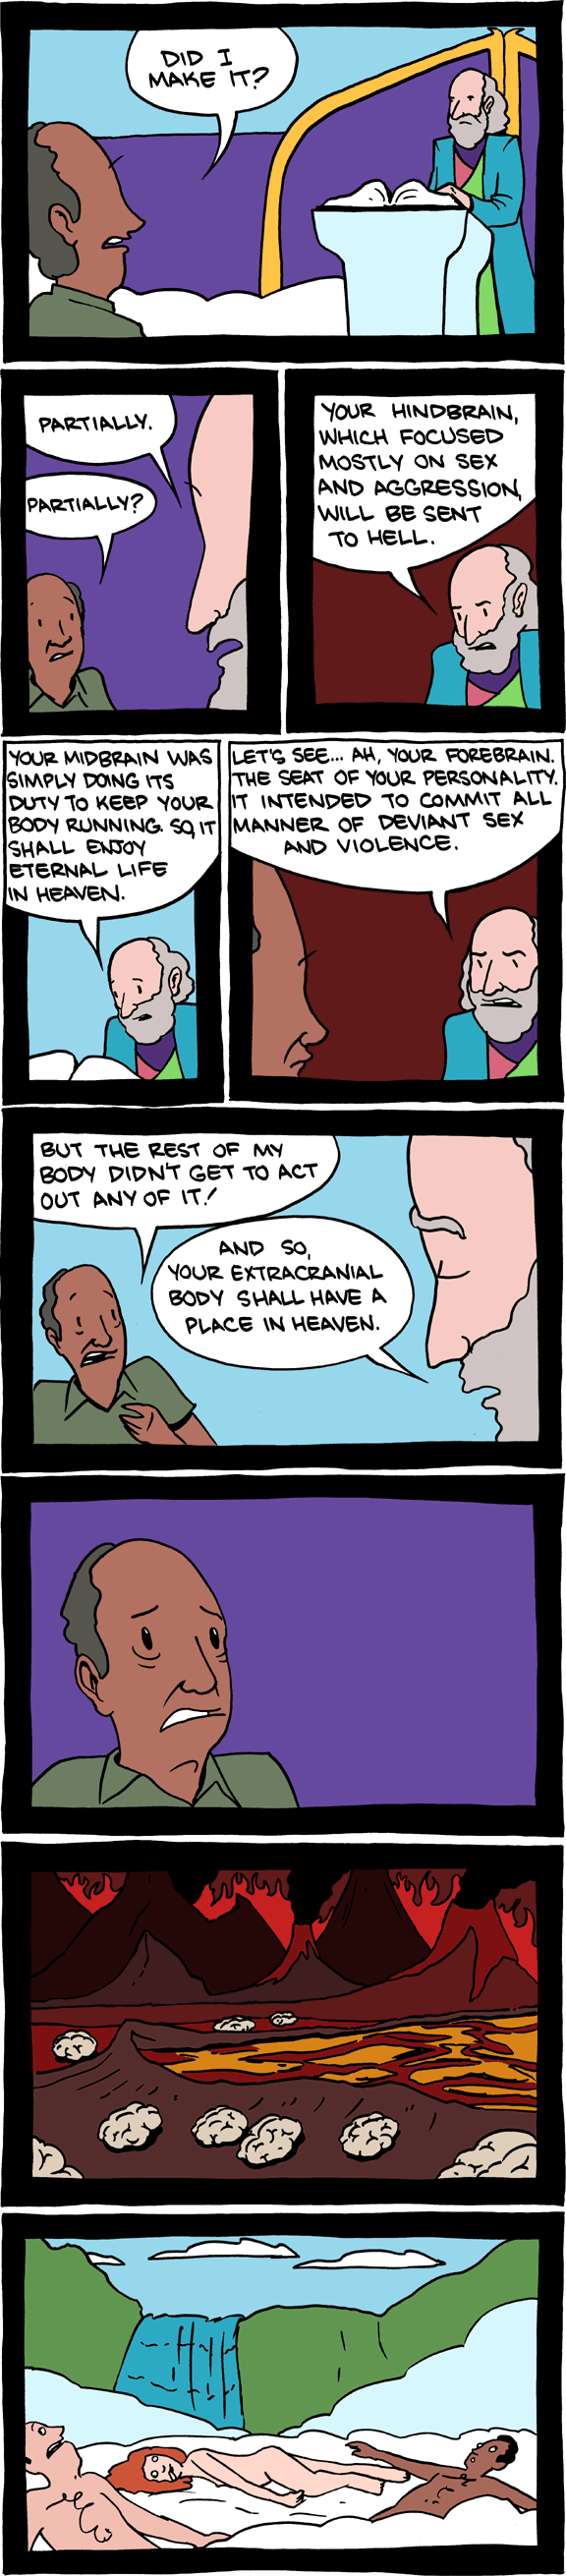 DID I
MAKE IT?
PARTIALLY.
PARTIALLY?
YOUR HINDBRAIN,
WHICH FOCUSED
MOSTLY ON SEX
AND AGGRESSION,
WILL BE SENT
TO HELL.
YOUR MIDBRAIN WAS
SIMPLY DOING ITS
DUTY TO KEEP YOUR
BODY RUNNING. SO, IT
SHALL ENJOY
ETERNAL LIFE
IN HEAVEN.
LET'S SEE... AH, YOUR FOREBRAIN.
THE SEAT OF YOUR PERSONALITY.
IT INTENDED TO COMMIT ALL
MANNER OF DEVIANT SEX
AND VIOLENCE.
BUT THE REST OF MY
BODY DIDN'T GET TO ACT
OUT ANY OF IT!
AND SO,
YOUR EXTRACRANIAL
BODY SHALL HAVE A
PLACE IN HEAVEN.